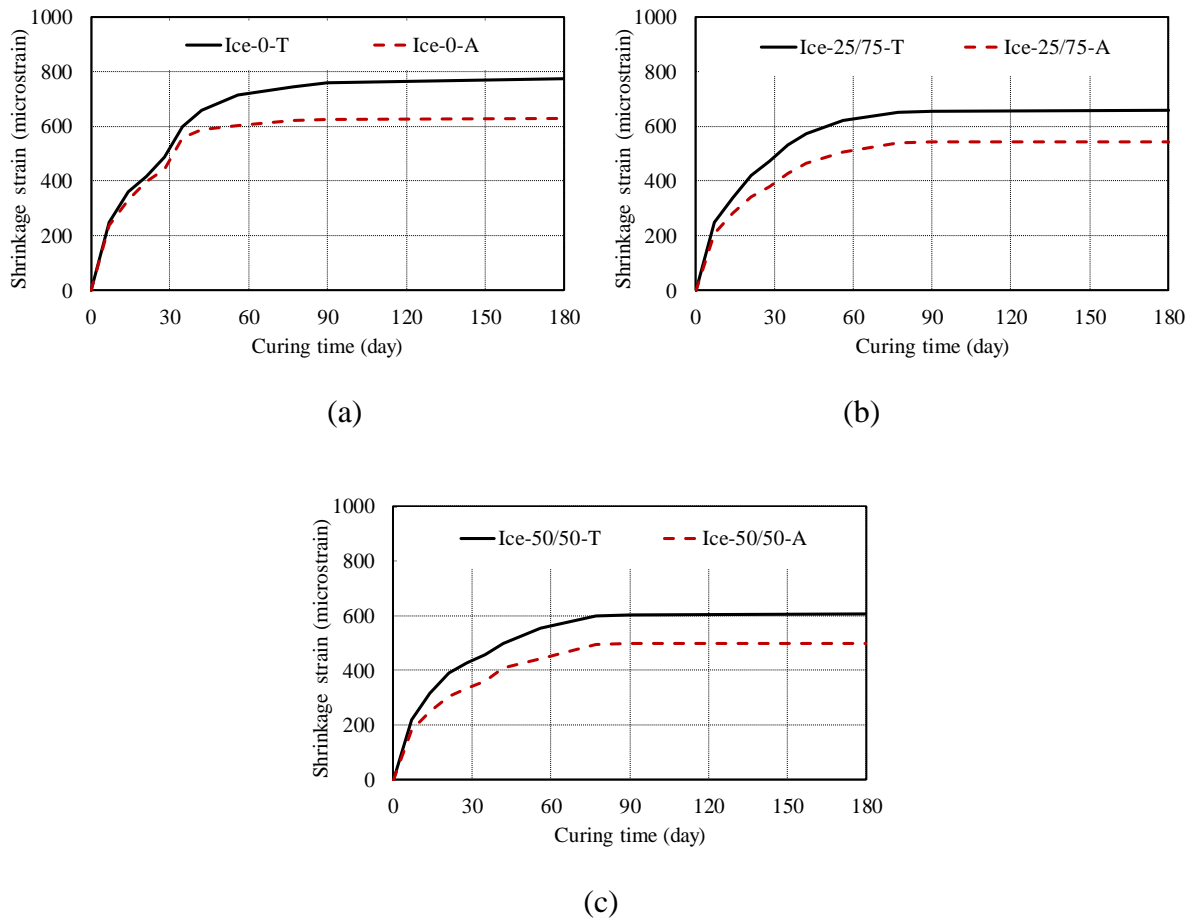 Shrinkage strain (microstrain)
1000
800
600
400
200
0
Ice-0-T
Ice-0-A
0 30 60 90 120 150 180
Curing time (day)
(a)
Shrinkage strain (microstrain)
1000
800
600
400
200
0
Ice-25/75-T
Ice-25/75-A
0 30 60 90 120 150 180
Curing time (day)
(b)
Shrinkage strain (microstrain)
1000
800
600
400
200
0
Ice-50/50-T
Ice-50/50-A
0 30 60 90 120 150 180
Curing time (day)
(c)